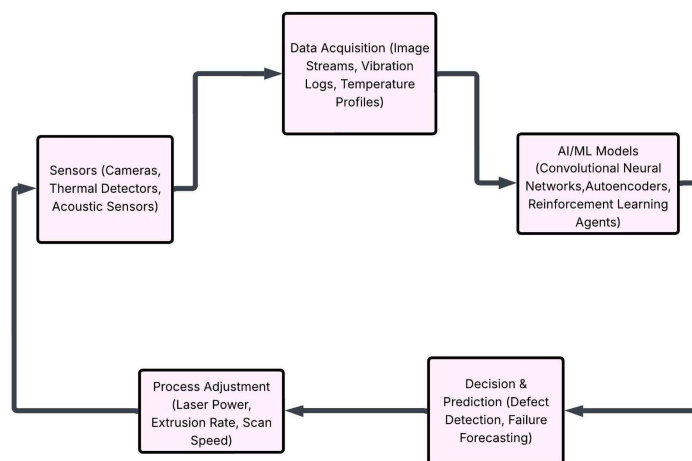 Data Acquisition (Image
Streams, Vibration
Logs, Temperature
Profiles)
Sensors (Cameras,
Thermal Detectors,
Acoustic Sensors)
AI/ML Models
(Convolutional Neural
Networks,Autoencoders,
Reinforcement Learning
Agents)
Decision &
Prediction (Defect
Detection, Failure
Forecasting)
Process Adjustment
(Laser Power,
Extrusion Rate, Scan
Speed)